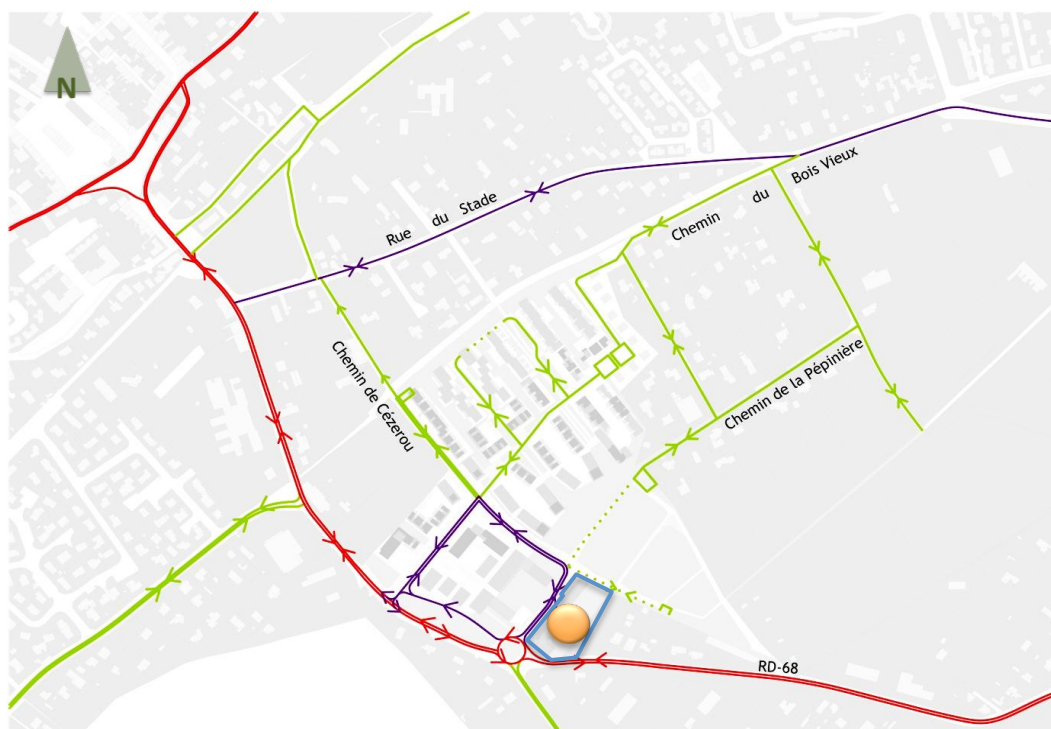 N
Rue du Stade
Chemin du Bois Vieux
Chemin de Cézerou
Chemin de la Pépinière
RD-68